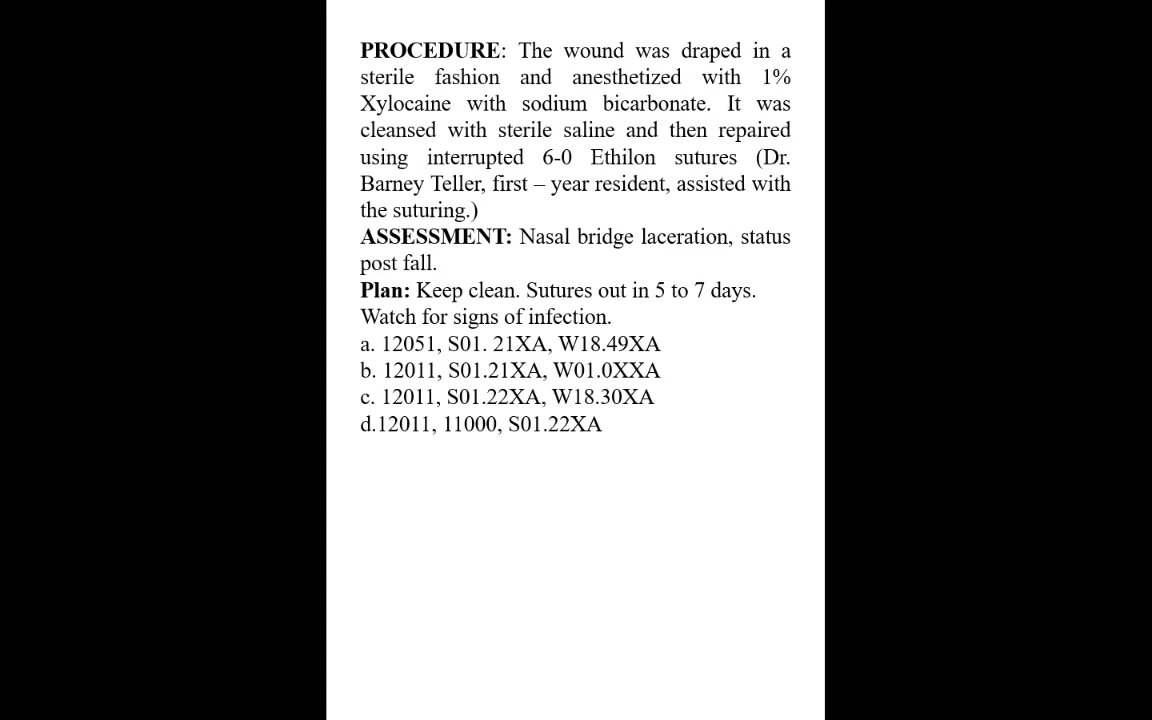 PROCEDURE: The wound was draped in a
sterile fashion and anesthetized with 1%
Xylocaine with sodium bicarbonate. It was
cleansed with sterile saline and then repaired
using interrupted 6-0 Ethilon sutures (Dr.
Barney Teller, first – year resident, assisted with
the suturing.)
ASSESSMENT: Nasal bridge laceration, status
post fall.
Plan: Keep clean. Sutures out in 5 to 7 days.
Watch for signs of infection.
a. 12051, S01. 21XA, W18.49XA
b. 12011, S01.21XA, W01.0XXA
c. 12011, S01.22XA, W18.30XA
d.12011, 11000, S01.22XA